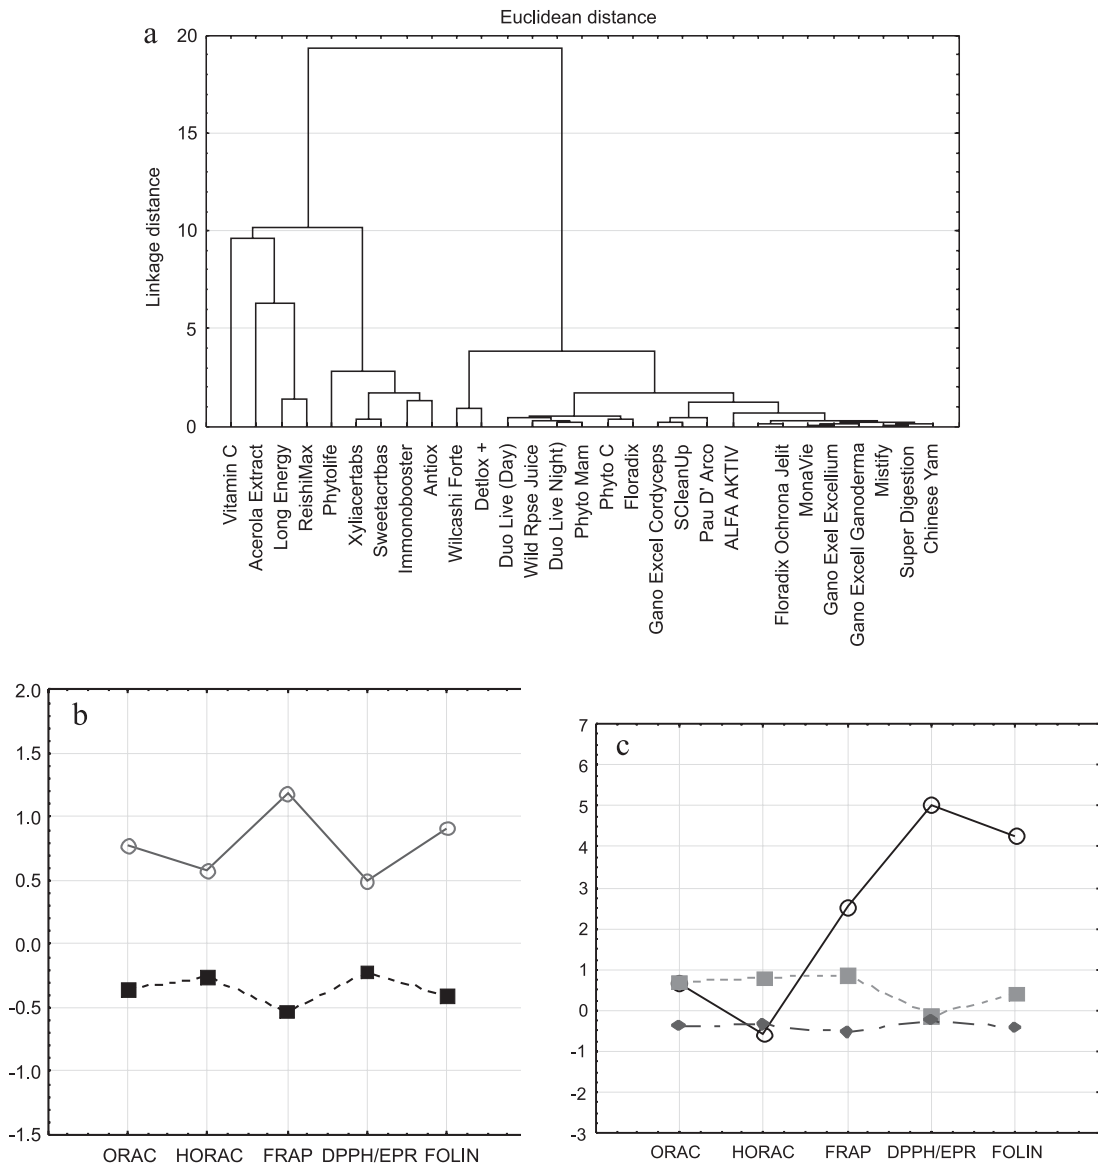 Euclidean distance
a
20
15
10
5
0
Linkage distance
Vitamin C
Acerola Extract
Long Energy
ReishiMax
Phytolife
Xyliacertabs
Sweetacrtbas
Immonobooster
Antiox
Wilcashi Forte
Detlox +
Duo Live (Day)
Wild Rpse Juice
Duo Live Night)
Phyto Mam
Phyto C
Floradix
Gano Excel Cordyceps
SCleanUp
Pau D' Arco
ALFA AKTIV
Floradix Ochrona Jelit
MonaVie
Gano Exel Excellium
Gano Excell Ganoderma
Mistify
Super Digestion
Chinese Yam
b
2.0
1.5
1.0
0.5
0.0
-0.5
-1.0
-1.5
ORAC HORAC FRAP DPPH/EPR FOLIN
c
7
6
5
4
3
2
1
0
-1
-2
-3
ORAC HORAC FRAP DPPH/EPR FOLIN